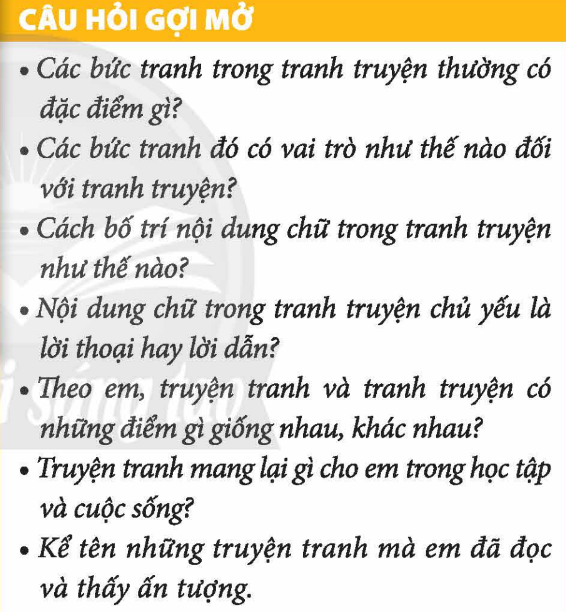 CÂU HỎI GỢI MỞ
• Các bức tranh trong tranh truyện thường có
đặc điểm gì?
• Các bức tranh đó có vai trò như thế nào đối
với tranh truyện?
• Cách bố trí nội dung chữ trong tranh truyện
như thế nào?
• Nội dung chữ trong tranh truyện chủ yếu là
lời thoại hay lời dẫn?
• Theo em, truyện tranh và tranh truyện có
những điểm gì giống nhau, khác nhau?
• Truyện tranh mang lại gì cho em trong học tập
và cuộc sống?
• Kể tên những truyện tranh mà em đã đọc
và thấy ấn tượng.